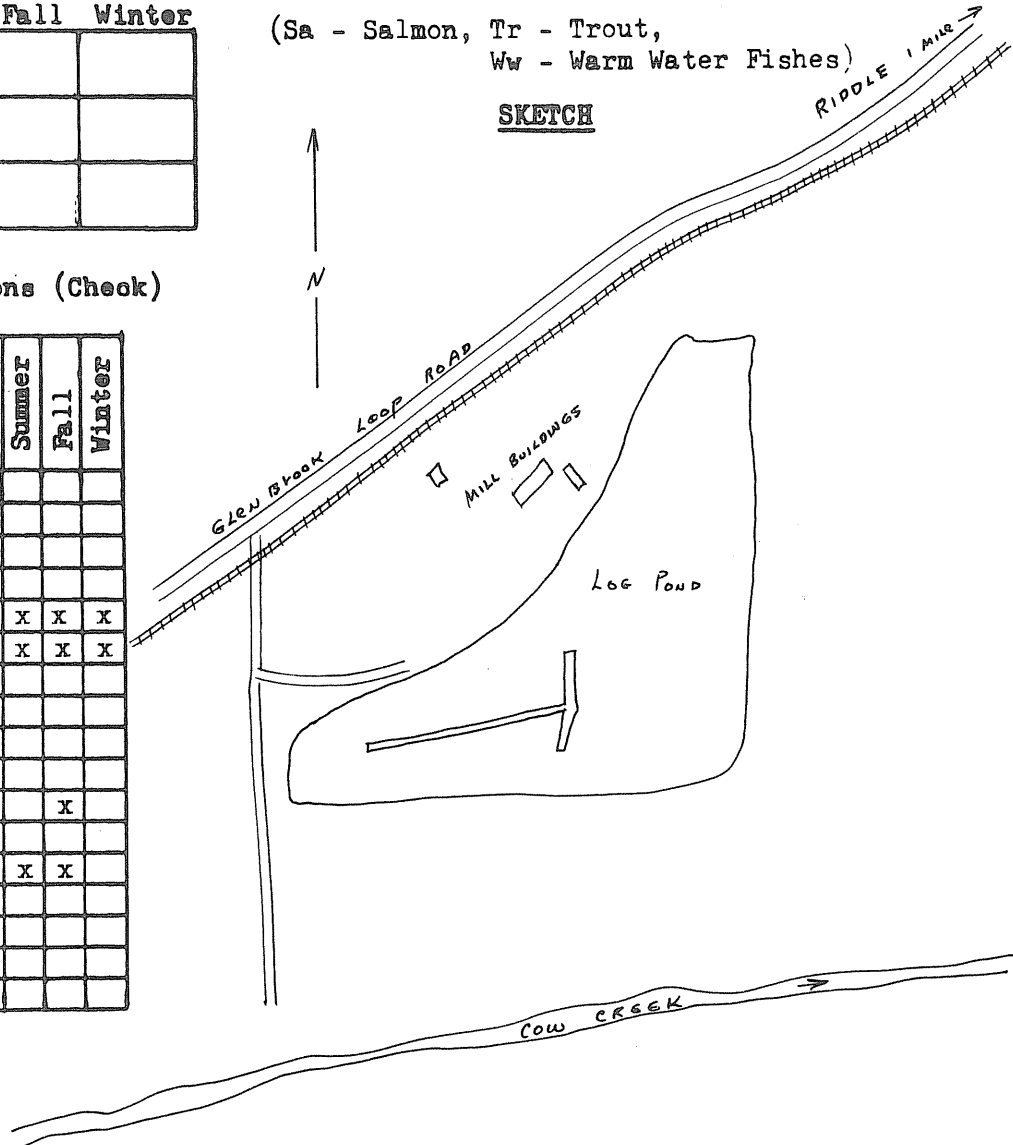 Fall Winter
(Sa - Salmon, Tr - Trout,
Ww - Warm Water Fishes)
SKETCH
RIDDLE 1 MILE
N
ons (Check)
Summer
Fall
Winter
GLEN BROOK LOOP ROAD
MILL BUILDINGS
LOG POND
X X X
X X X
X
X X
COW CREEK